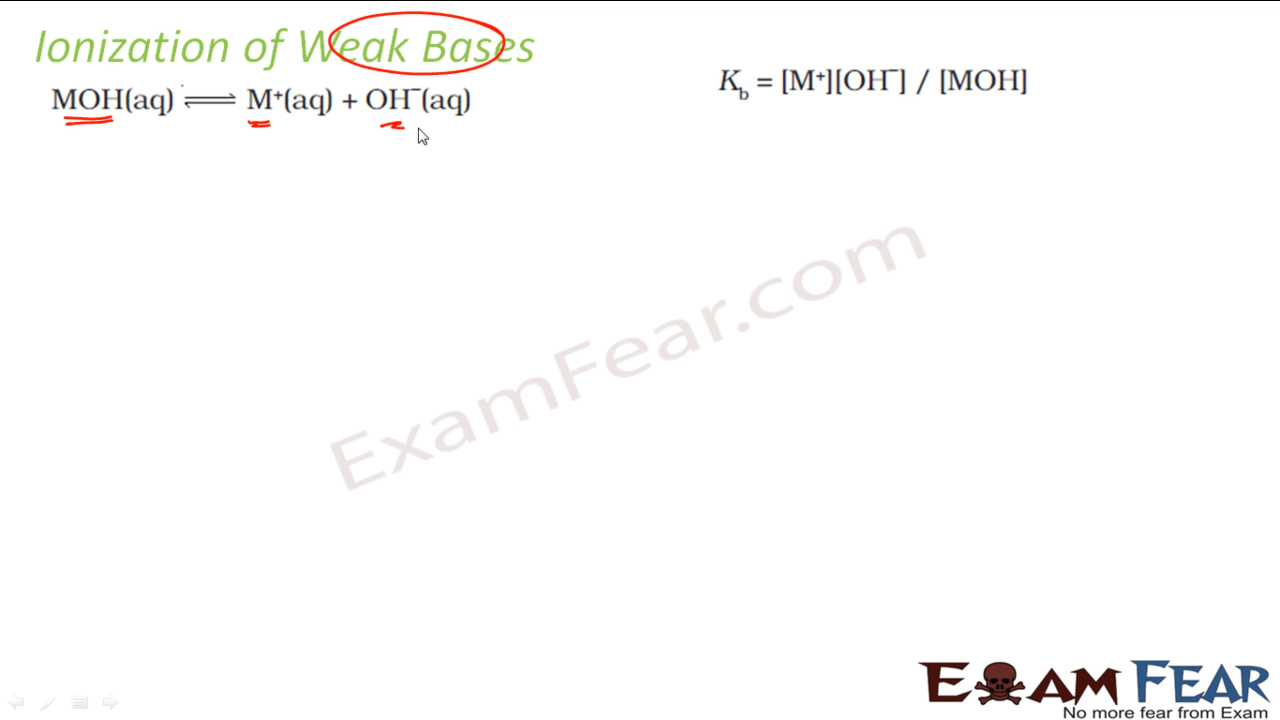 Ionization of Weak Bases
MOH(aq) ⇌ M⁺(aq) + OH⁻(aq)
K_b = [M⁺][OH⁻] / [MOH]
ExamFear.com
EXAM FEAR
No more fear from Exam